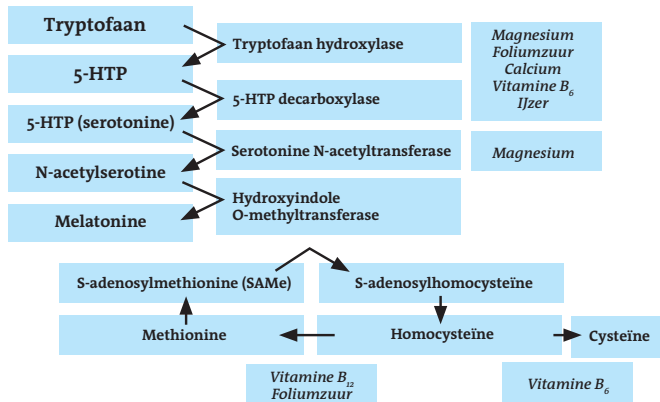 Tryptofaan
Tryptofaan hydroxylase
5-HTP
5-HTP decarboxylase
5-HTP (serotonine)
Serotonine N-acetyltransferase
N-acetylserotine
Hydroxyindole
O-methyltransferase
Melatonine
Magnesium
Foliumzuur
Calcium
Vitamine B₆
IJzer
Magnesium
S-adenosylmethionine (SAMe)
S-adenosylhomocysteïne
Methionine
Homocysteïne
Cysteïne
Vitamine B₁₂
Foliumzuur
Vitamine B₆